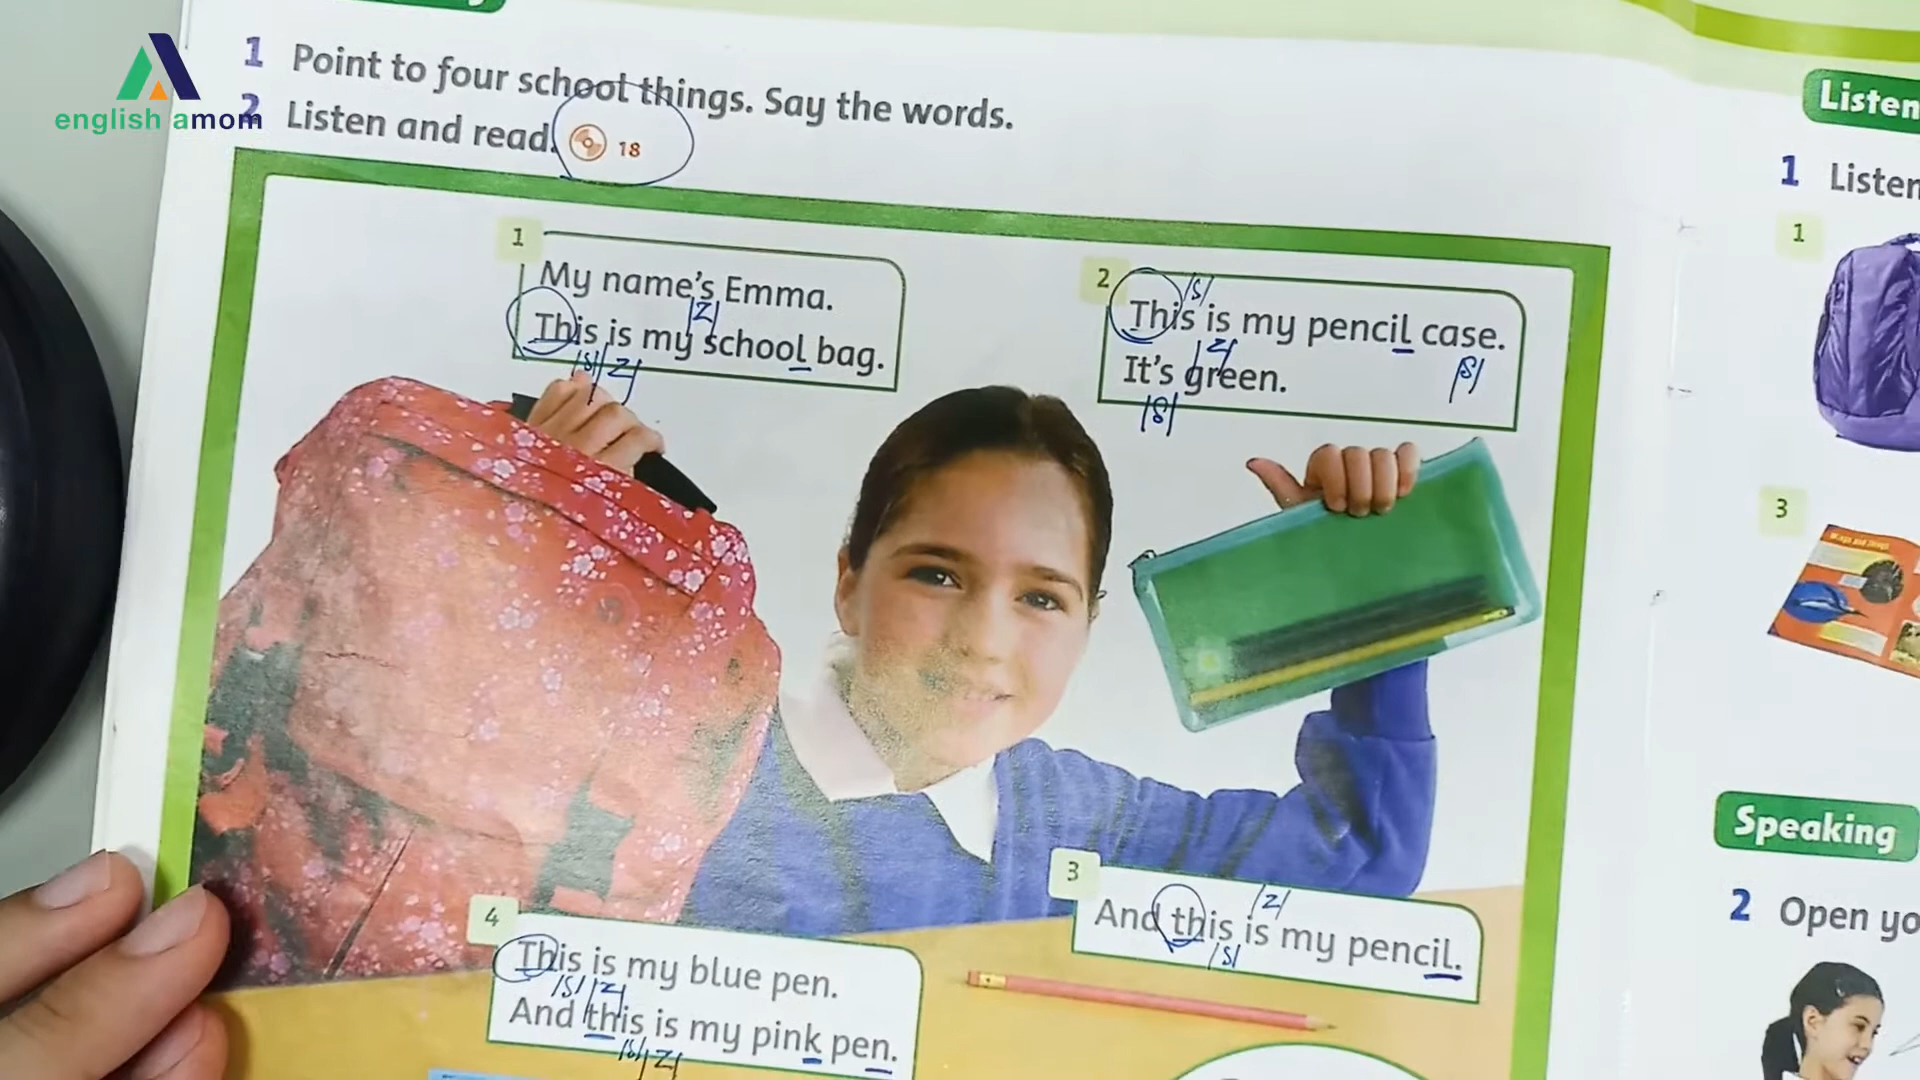 english amom
1 Point to four school things. Say the words.
2 Listen and read. 18
1
My name's Emma.
/z/
This is my school bag.
/s/ /z/
2
/s/
This is my pencil case.
/z/ /s/
It's green.
/s/
3
/z/
And this is my pencil.
/s/
4
This is my blue pen.
/s/ /z/
And this is my pink pen.
/s/ /z/
Listen
1 Listen
1
3
Speaking
2 Open yo